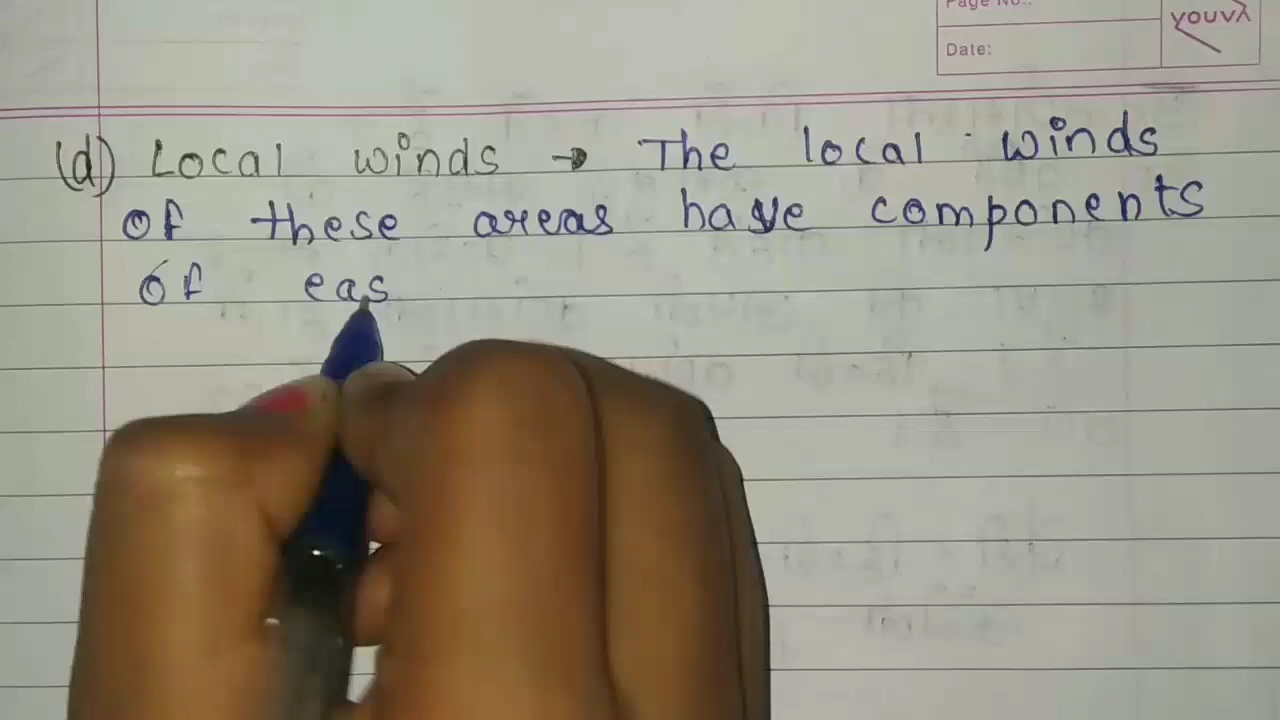 Page No.:
Date:
youva
(d) Local winds → The local winds
of these areas have components
of eas